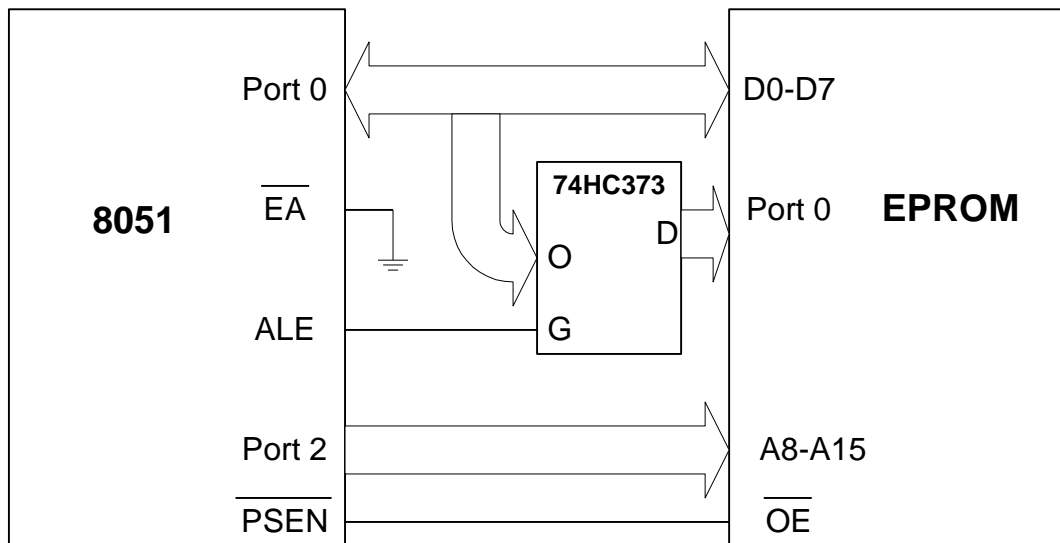 Port 0
D0-D7
74HC373
8051
EA
Port 0
EPROM
D
O
ALE
G
Port 2
A8-A15
PSEN
OE